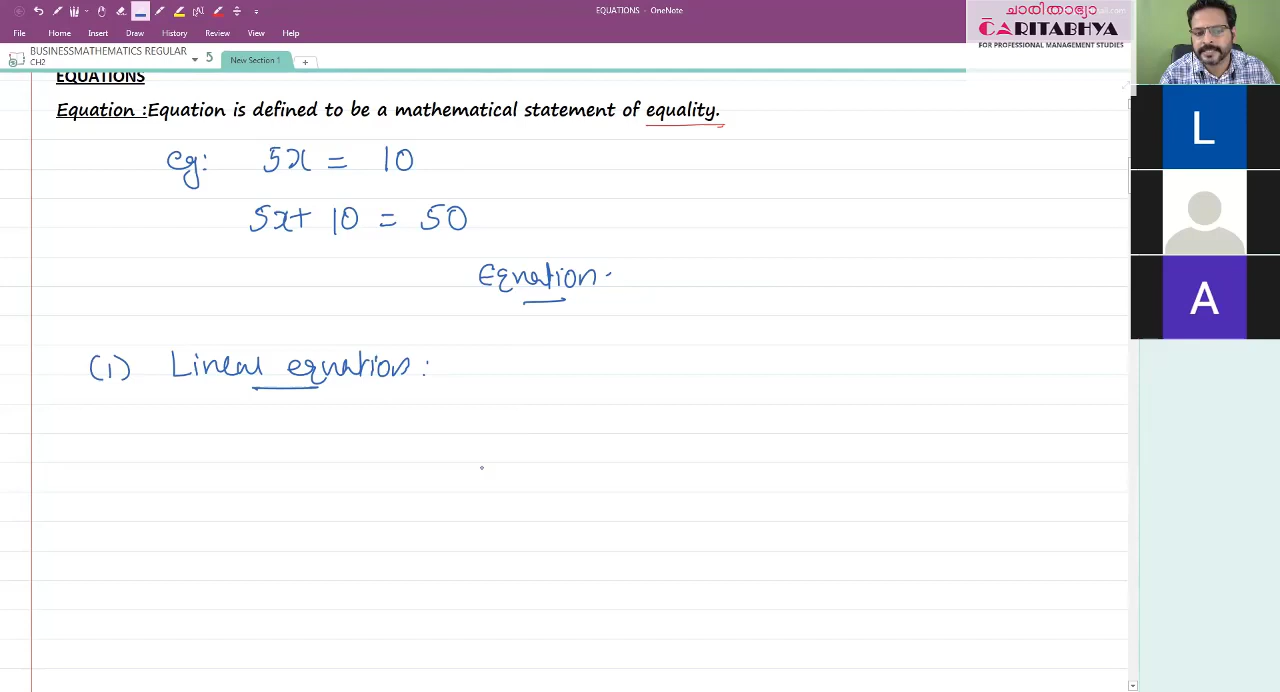 EQUATIONS - OneNote
File Home Insert Draw History Review View Help
ചാരിതാഭ്യാ
CARITABHYA
FOR PROFESSIONAL MANAGEMENT STUDIES
BUSINESSMATHEMATICS REGULAR
CH2
New Section 1
EQUATIONS
Equation :Equation is defined to be a mathematical statement of equality.
eg: 5x = 10
5x+ 10 = 50
Equation.
(1) Linear equation:
L
A